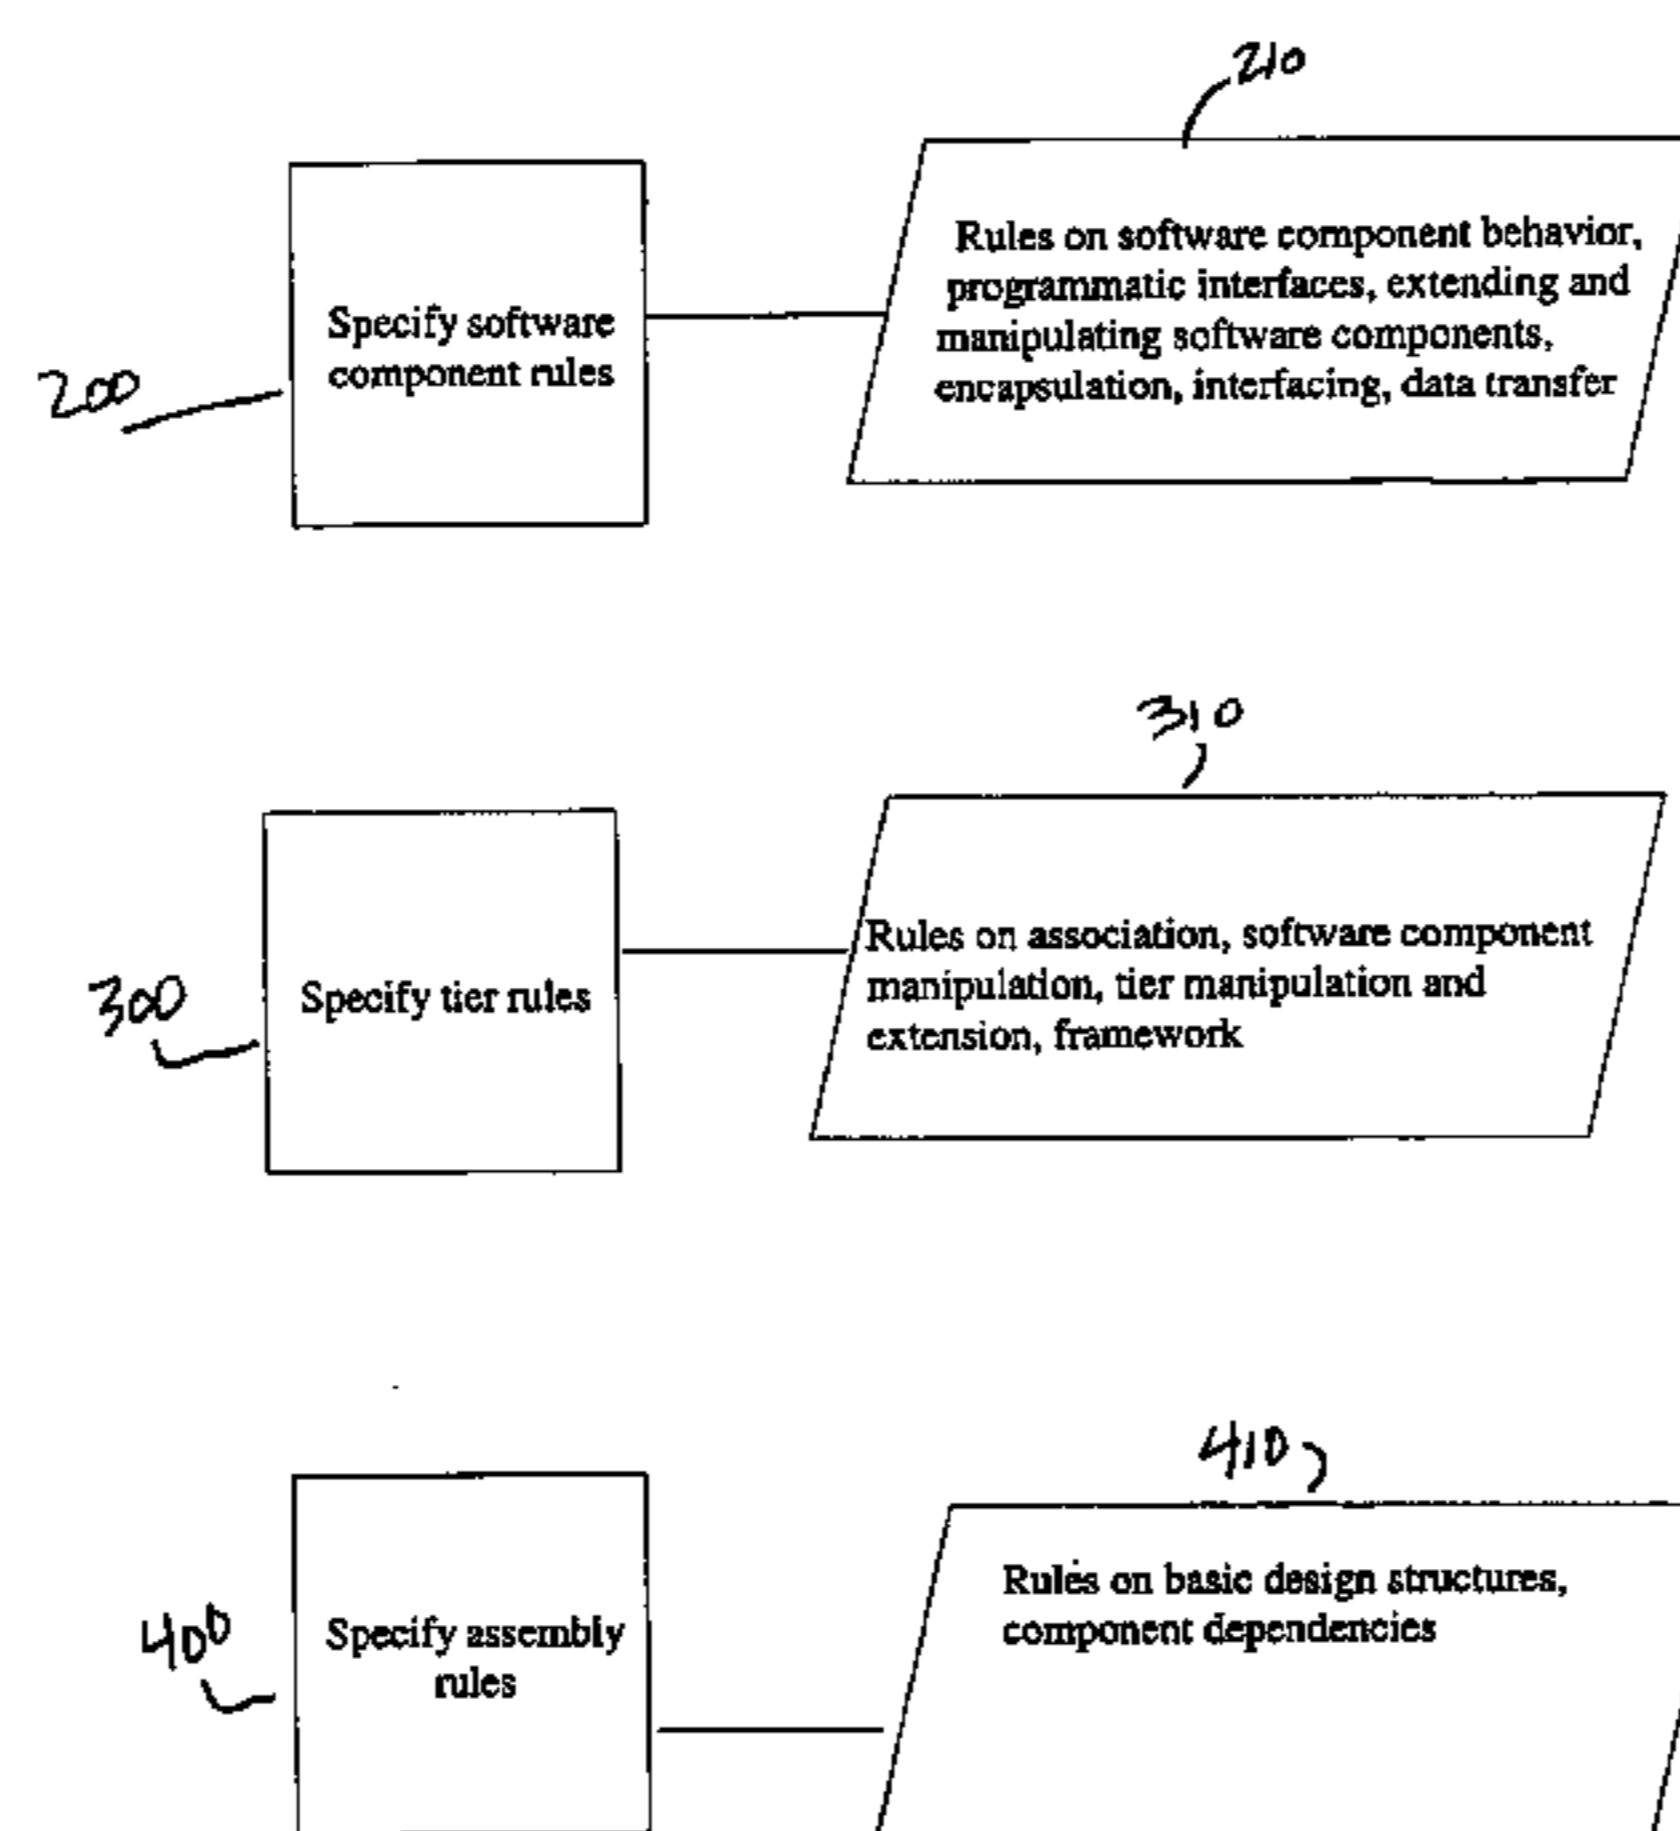 210
Rules on software component behavior,
programmatic interfaces, extending and
manipulating software components,
encapsulation, interfacing, data transfer
Specify software
component rules
200
310
Rules on association, software component
manipulation, tier manipulation and
extension, framework
Specify tier rules
300
410
Rules on basic design structures,
component dependencies
Specify assembly
rules
400